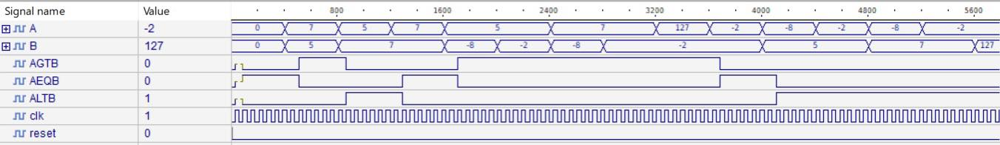 Signal name Value 800 1600 2400 3200 4000 4800 5600
A -2 0 7 5 7 5 7 127 -2 -8 -2 -8 -2
B 127 0 5 7 -8 -2 -8 -2 5 7 127
AGTB 0
AEQB 0
ALTB 1
clk 1
reset 0